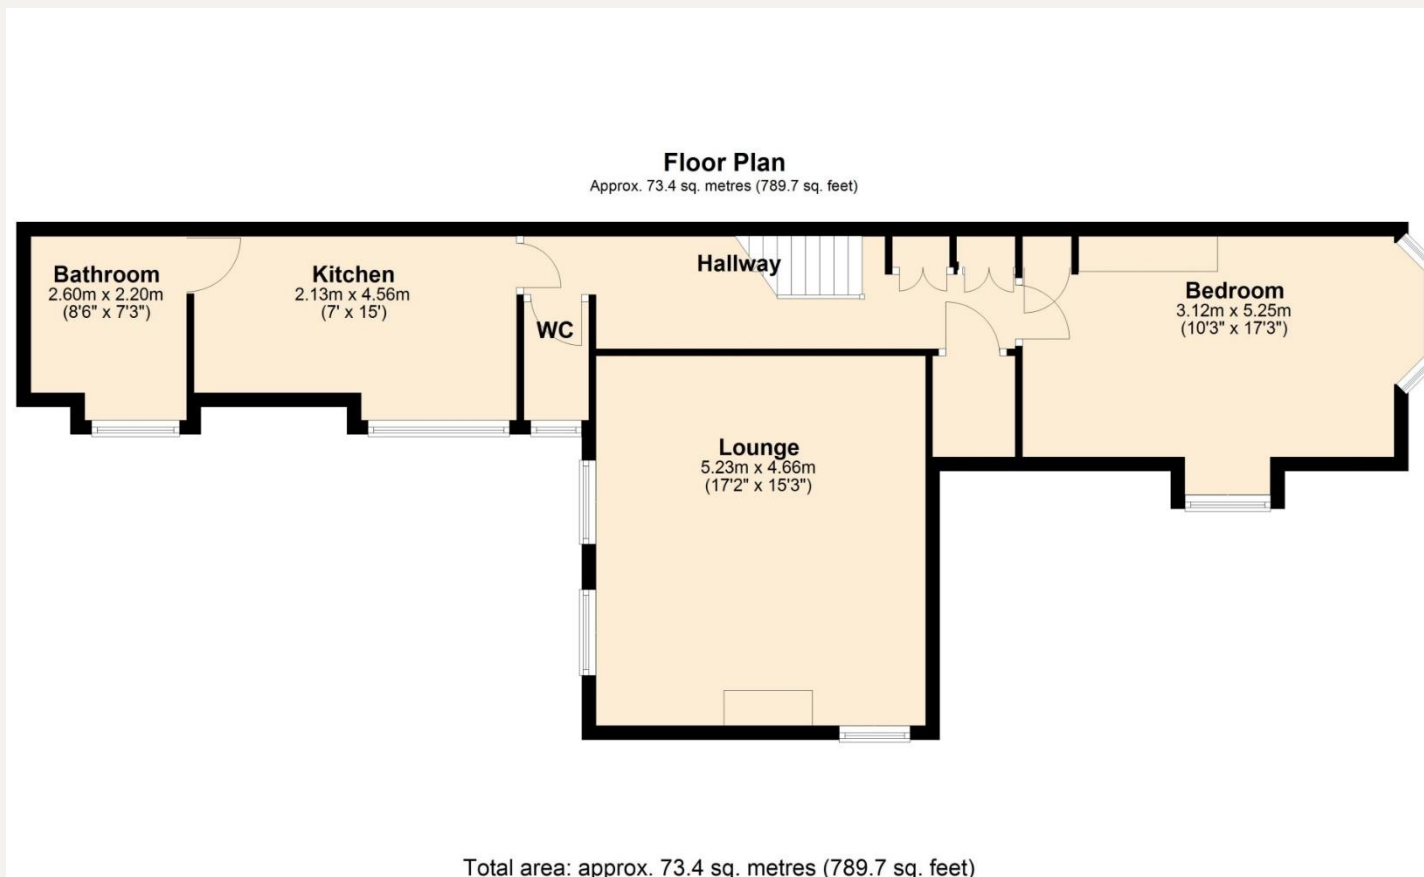 Floor Plan
Approx. 73.4 sq. metres (789.7 sq. feet)
Bathroom
2.60m x 2.20m
(8'6" x 7'3")
Kitchen
2.13m x 4.56m
(7' x 15')
Hallway
WC
Bedroom
3.12m x 5.25m
(10'3" x 17'3")
Lounge
5.23m x 4.66m
(17'2" x 15'3")
Total area: approx. 73.4 sq. metres (789.7 sq. feet)